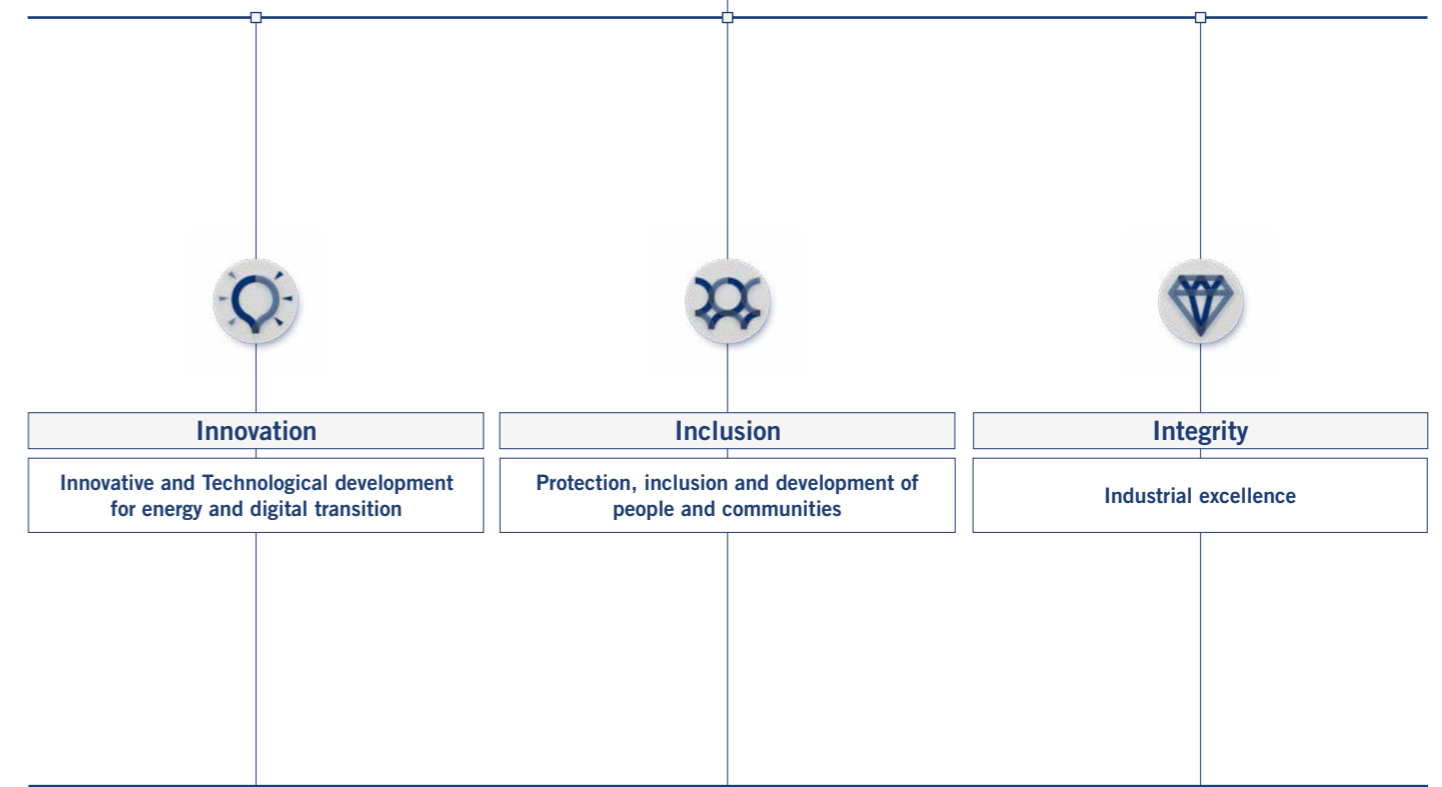 Innovation
Innovative and Technological development
for energy and digital transition
Inclusion
Protection, inclusion and development of
people and communities
Integrity
Industrial excellence